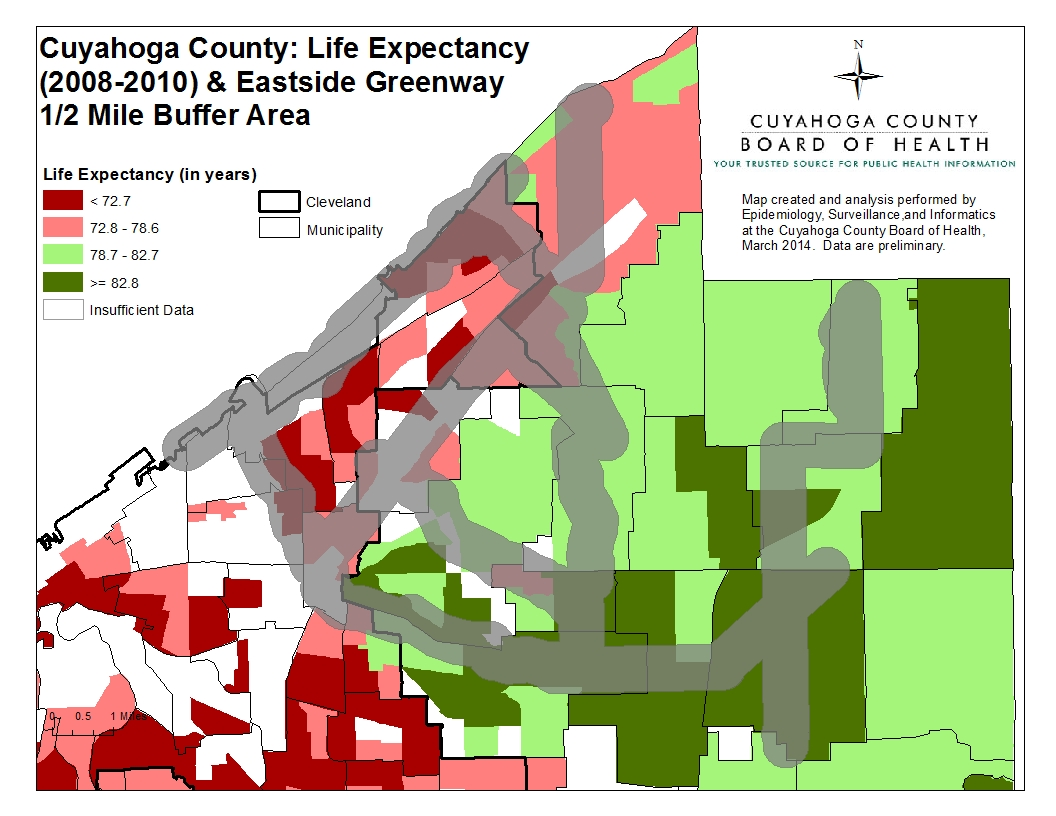 Cuyahoga County: Life Expectancy
(2008-2010) & Eastside Greenway
1/2 Mile Buffer Area
N
CUYAHOGA COUNTY
BOARD OF HEALTH
YOUR TRUSTED SOURCE FOR PUBLIC HEALTH INFORMATION
Life Expectancy (in years)
< 72.7
72.8 - 78.6
78.7 - 82.7
>= 82.8
Insufficient Data
Cleveland
Municipality
Map created and analysis performed by
Epidemiology, Surveillance,and Informatics
at the Cuyahoga County Board of Health,
March 2014. Data are preliminary.
0 0.5 1 Miles